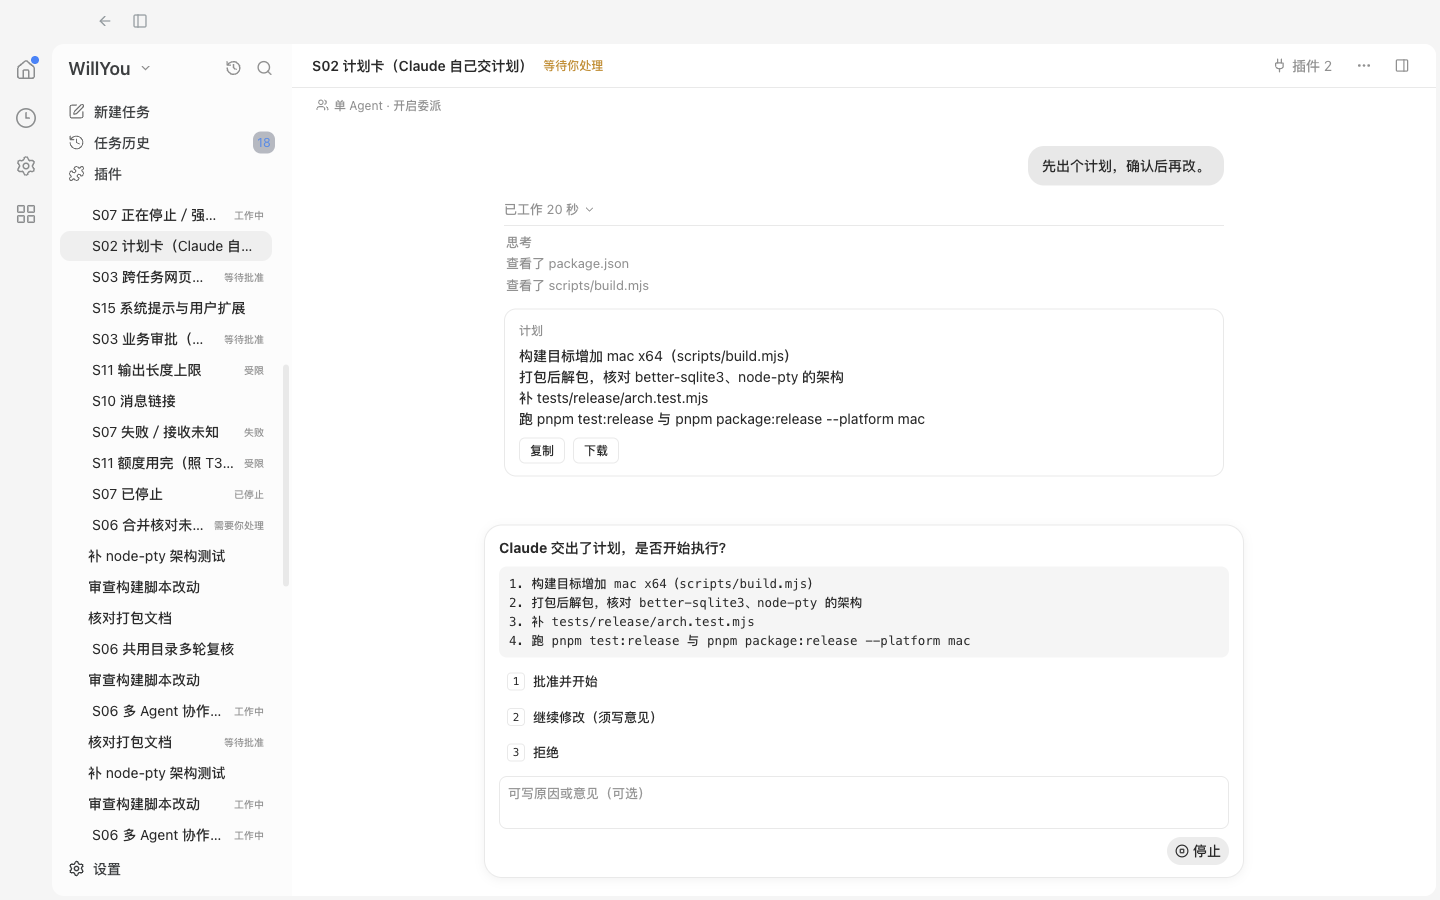 WillYou
新建任务
任务历史
18
插件
S07 正在停止 / 强...
工作中
S02 计划卡（Claude 自...
S03 跨任务网页...
等待批准
S15 系统提示与用户扩展
S03 业务审批（...
等待批准
S11 输出长度上限
受限
S10 消息链接
S07 失败 / 接收未知
失败
S11 额度用完（照 T3...
受限
S07 已停止
已停止
S06 合并核对未...
需要你处理
补 node-pty 架构测试
审查构建脚本改动
核对打包文档
S06 共用目录多轮复核
审查构建脚本改动
S06 多 Agent 协作...
工作中
核对打包文档
等待批准
补 node-pty 架构测试
审查构建脚本改动
工作中
S06 多 Agent 协作...
工作中
设置
S02 计划卡（Claude 自己交计划）
等待你处理
插件 2
单 Agent · 开启委派
先出个计划，确认后再改。
已工作 20 秒
思考
查看了 package.json
查看了 scripts/build.mjs
计划
构建目标增加 mac x64（scripts/build.mjs）
打包后解包，核对 better-sqlite3、node-pty 的架构
补 tests/release/arch.test.mjs
跑 pnpm test:release 与 pnpm package:release --platform mac
复制
下载
Claude 交出了计划，是否开始执行？
1. 构建目标增加 mac x64（scripts/build.mjs）
2. 打包后解包，核对 better-sqlite3、node-pty 的架构
3. 补 tests/release/arch.test.mjs
4. 跑 pnpm test:release 与 pnpm package:release --platform mac
1 批准并开始
2 继续修改（须写意见）
3 拒绝
可写原因或意见（可选）
停止